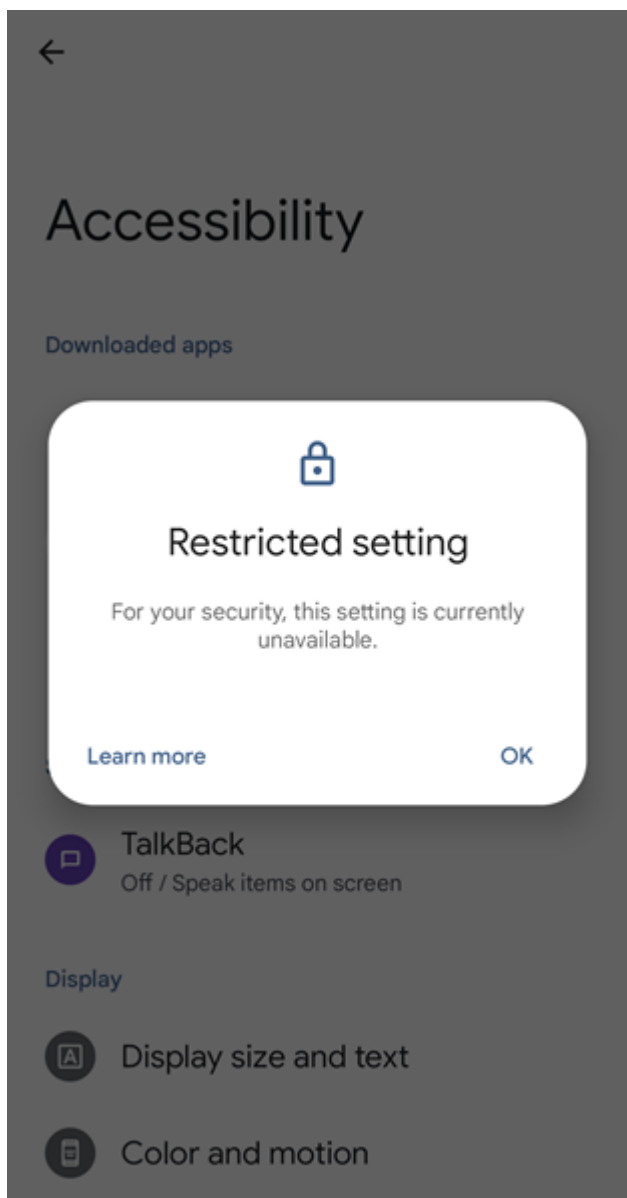 Accessibility
Downloaded apps
Restricted setting
For your security, this setting is currently
unavailable.
Learn more
OK
TalkBack
Off / Speak items on screen
Display
Display size and text
Color and motion